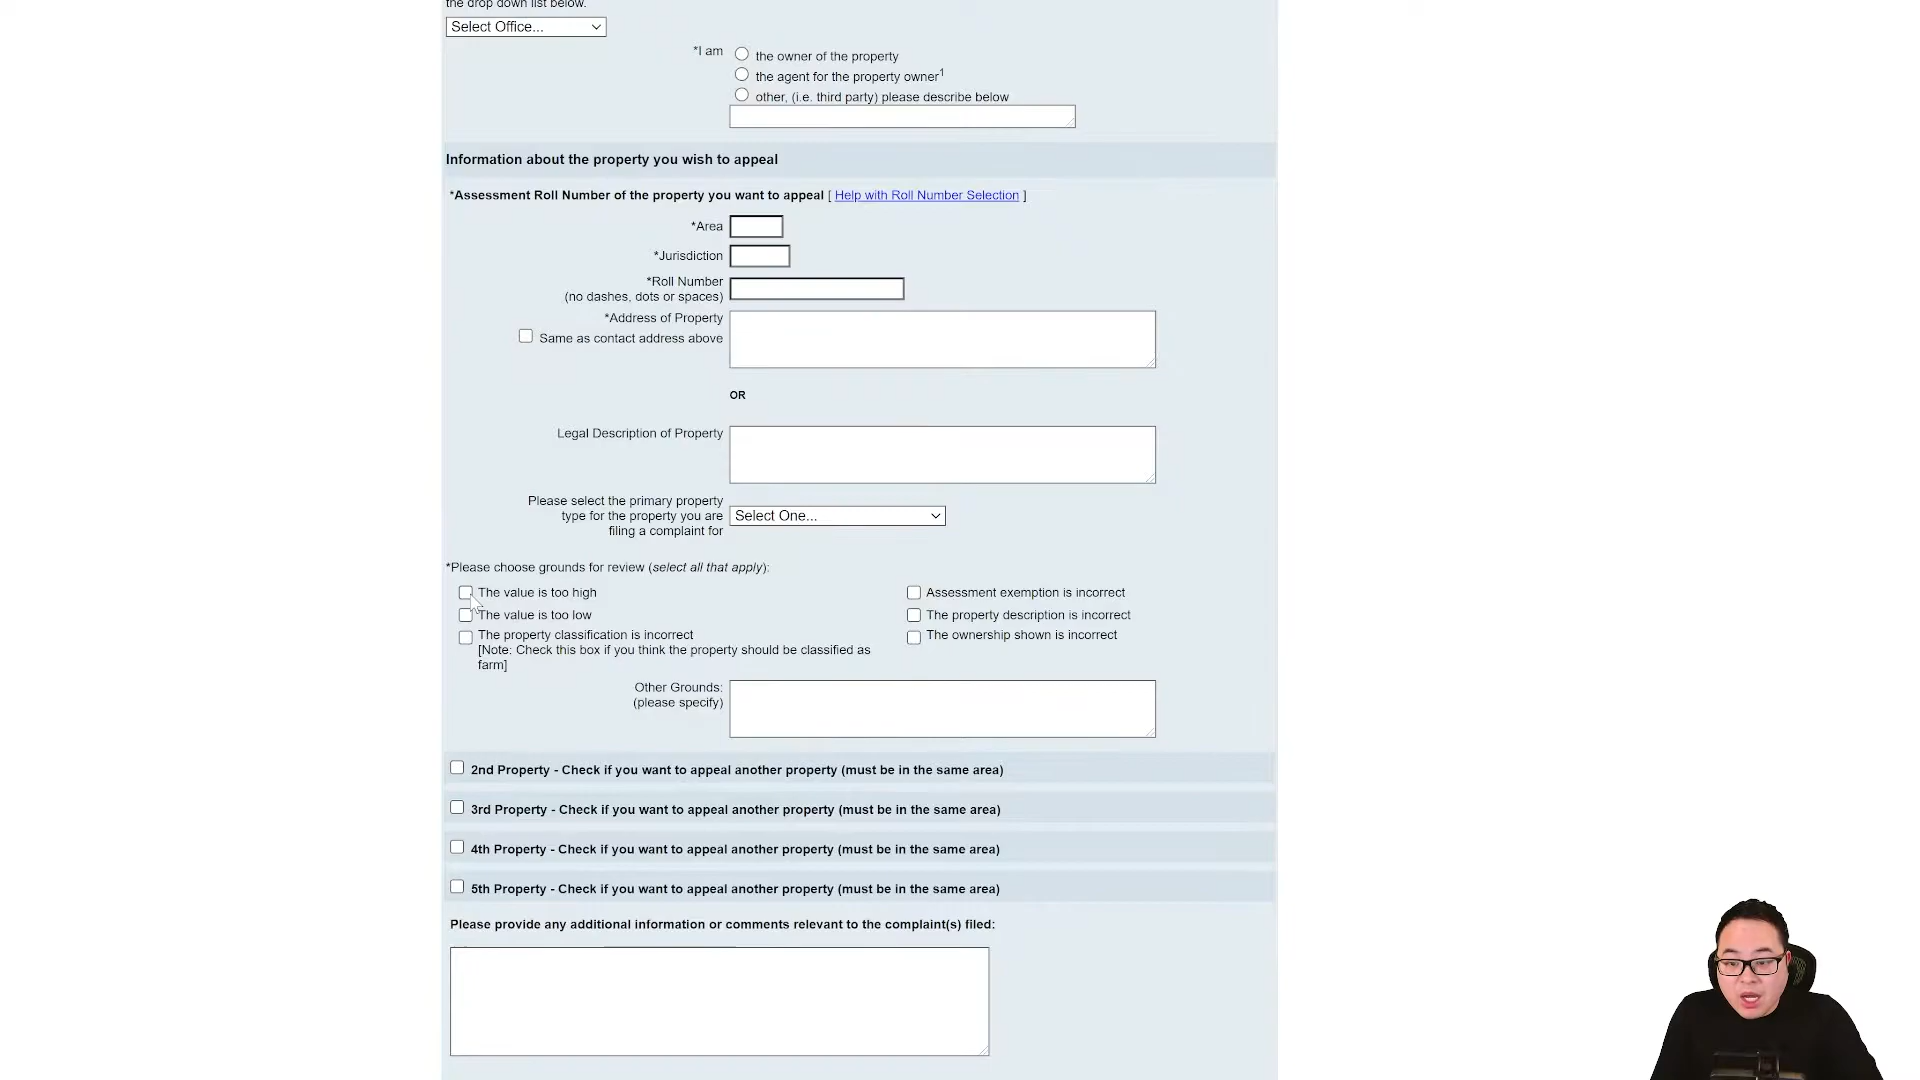 the drop down list below.
Select Office...
*I am
the owner of the property
the agent for the property owner1
other, (i.e. third party) please describe below
Information about the property you wish to appeal
*Assessment Roll Number of the property you want to appeal [ Help with Roll Number Selection ]
*Area
*Jurisdiction
*Roll Number
(no dashes, dots or spaces)
*Address of Property
Same as contact address above
OR
Legal Description of Property
Please select the primary property
type for the property you are
filing a complaint for
Select One...
*Please choose grounds for review (select all that apply):
The value is too high
Assessment exemption is incorrect
The value is too low
The property description is incorrect
The property classification is incorrect
[Note: Check this box if you think the property should be classified as
farm]
The ownership shown is incorrect
Other Grounds:
(please specify)
2nd Property - Check if you want to appeal another property (must be in the same area)
3rd Property - Check if you want to appeal another property (must be in the same area)
4th Property - Check if you want to appeal another property (must be in the same area)
5th Property - Check if you want to appeal another property (must be in the same area)
Please provide any additional information or comments relevant to the complaint(s) filed: